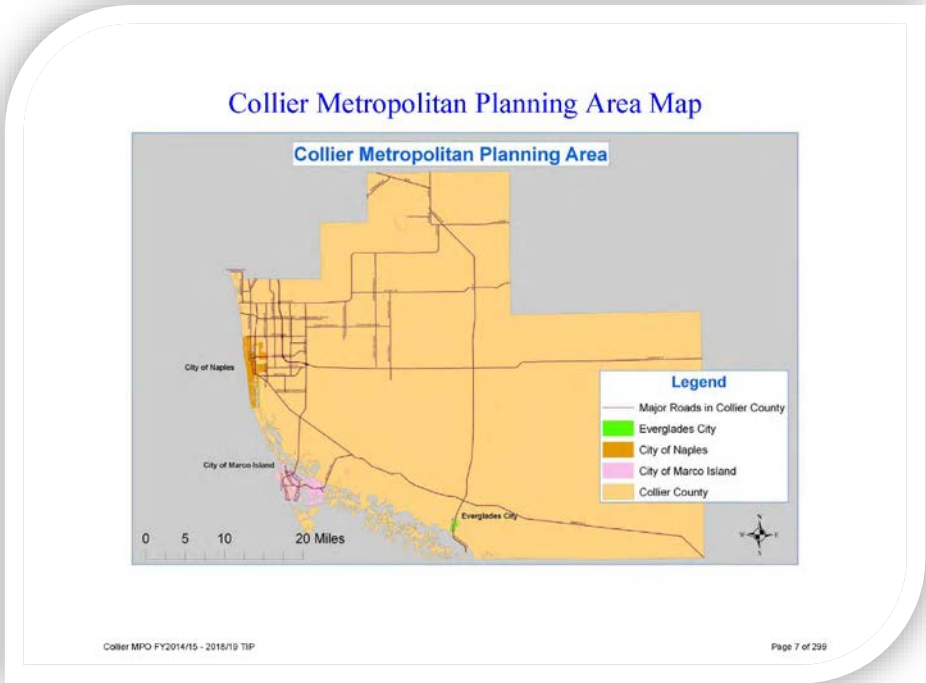 Collier Metropolitan Planning Area Map
Collier Metropolitan Planning Area
City of Naples
City of Marco Island
Everglades City
Legend
Major Roads in Collier County
Everglades City
City of Naples
City of Marco Island
Collier County
0 5 10 20 Miles
N
W E
S
Collier MPO FY2014/15 - 2018/19 TIP
Page 7 of 299